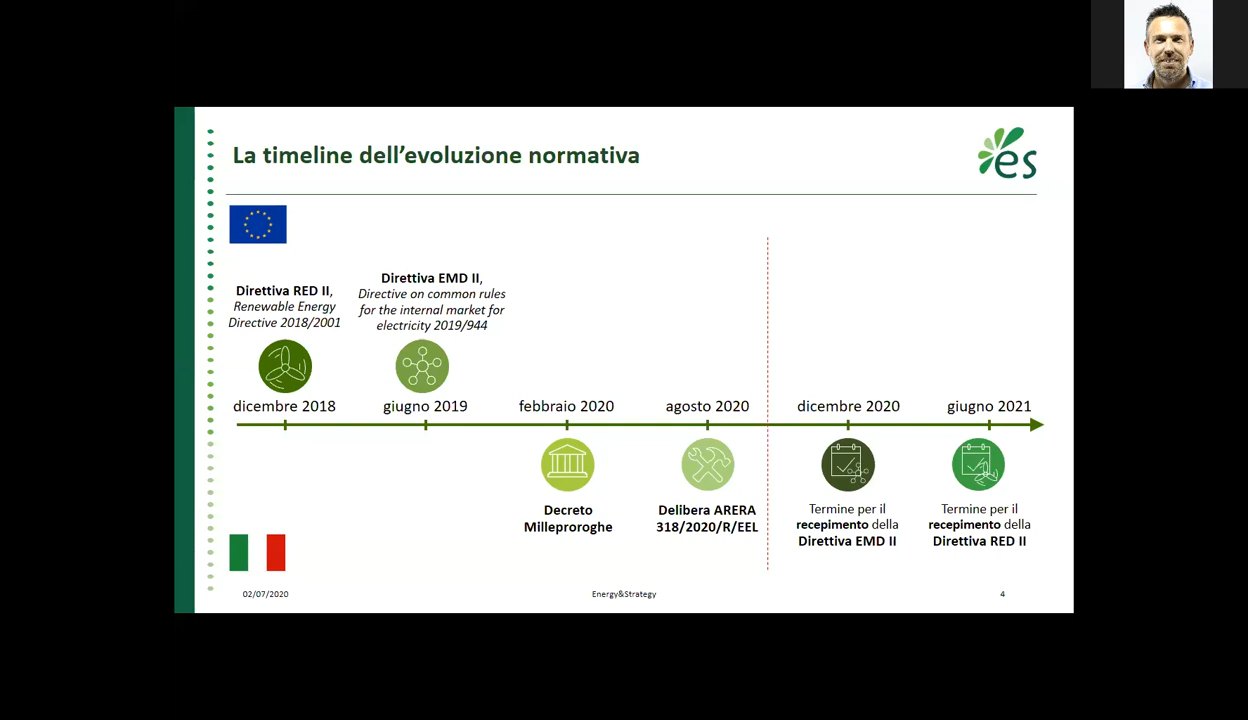 La timeline dell’evoluzione normativa
es
Direttiva RED II,
Renewable Energy
Directive 2018/2001
Direttiva EMD II,
Directive on common rules
for the internal market for
electricity 2019/944
dicembre 2018
giugno 2019
febbraio 2020
agosto 2020
dicembre 2020
giugno 2021
Decreto
Milleproroghe
Delibera ARERA
318/2020/R/EEL
Termine per il
recepimento della
Direttiva EMD II
Termine per il
recepimento della
Direttiva RED II
02/07/2020
Energy&Strategy
4